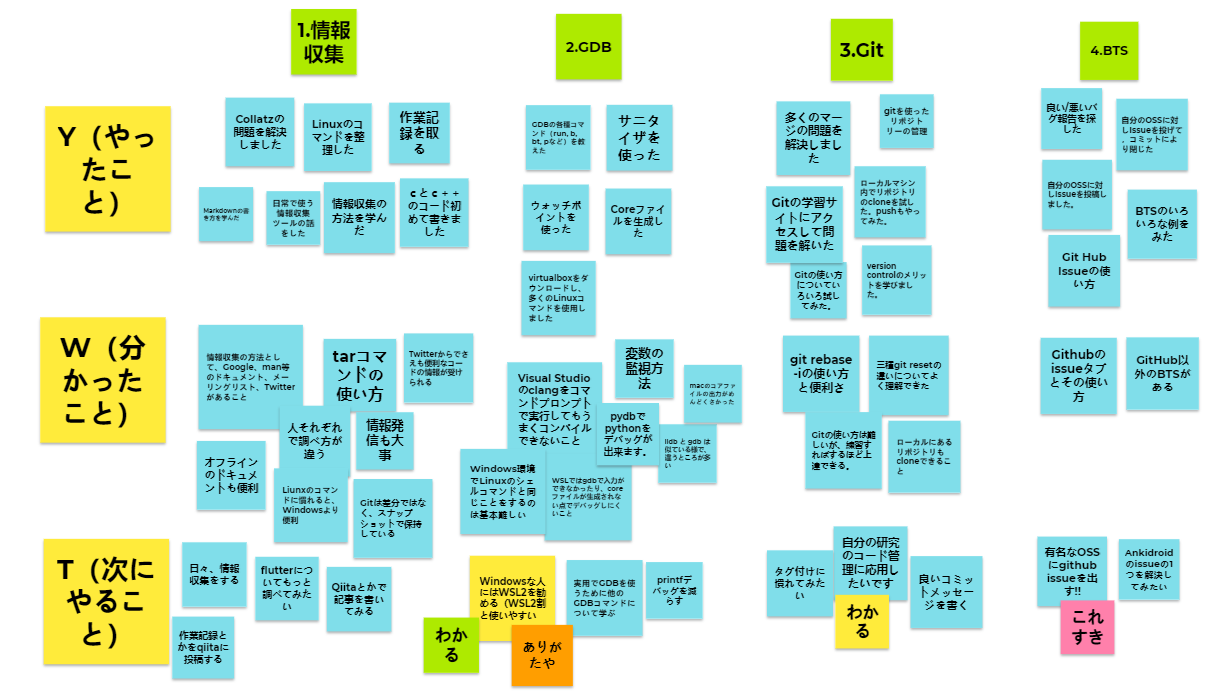 1.情報
収集
2.GDB
3.Git
4.BTS
Y（やっ
たこ
と）
Collatzの
問題を解決
しました
Linuxのコ
マンドを整
理した
作業記
録を取
る
Markdownの書
き方を学んだ
日常で使う
情報収集
ツールの話
をした
情報収集の
方法を学ん
だ
cとc++
のコード初
めて書きま
した
GDBの各種コマ
ンド（run, b,
bt, pなど）を教
えた
サニタ
イザを
使った
ウォッチポ
イントを
使った
Coreファイ
ルを生成し
た
virtualboxをダ
ウンロードし、
多くのLinuxコ
マンドを使用し
ました
多くのマー
ジの問題を
解決しまし
た
gitを使った
リポジト
リーの管理
Gitの学習サ
イトにアク
セスして問
題を解いた
ローカルマシン
内でリポジトリ
のcloneを試し
た。pushもやっ
てみた。
Gitの使い方
についてい
ろいろ試し
てみた。
version
controlのメリッ
トを学びまし
た。
良い/悪いバ
グ報告を探
した
自分のOSSに対
しIssueを投げて
、コミットによ
り閉じた
自分のOSSに対
しIssueを投稿し
ました。
BTSのいろ
いろな例を
みた
Git Hub
Issueの使
い方
W（分
かった
こと）
情報収集の方法とし
て、Google、man等
のドキュメント、メー
リングリスト、Twitter
があること
tarコマ
ンドの
使い方
Twitterからでさ
えも便利なコー
ドの情報が受け
られる
人それぞれ
で調べ方が
違う
情報発
信も大
事
オフライン
のドキュメ
ントも便利
Liunxのコマン
ドに慣れると、
Windowsより
便利
Gitは差分ではな
く、スナップ
ショットで保持
している
Visual Studio
のclangをコマ
ンドプロンプト
で実行してもう
まくコンパイル
できないこと
変数の
監視方
法
macのコアファ
イルの出力がめ
んどくさかった
pydbで
pythonを
デバッグが
出来ます。
lldb と gdb は
似ている様で、
違うところが多
い
Windows環境
でLinuxのシェ
ルコマンドと同
じことをするの
は基本難しい
WSLではgdbで入力が
できなかったり、core
ファイルが生成されな
い点でデバッグしにく
いこと
git rebase
-iの使い方
と便利さ
三種git resetの
違いについてよ
く理解できた
Gitの使い方は難
しいが、練習す
ればするほど上
達できる。
ローカルにある
リポジトリも
cloneできるこ
と
Githubの
issueタブ
とその使い
方
GitHub以
外のBTSが
ある
T（次に
やるこ
と）
日々、情報
収集をする
flutterにつ
いてもっと
調べてみた
い
Qiitaとかで
記事を書い
てみる
作業記録と
かをqiitaに
投稿する
Windowsな人
にはWSL2を勧
める（WSL2割
と使いやすい
わか
る
ありが
たや
実用でGDBを使
うために他の
GDBコマンドに
ついて学ぶ
printfデ
バッグを減
らす
タグ付けに
慣れてみた
い
自分の研究
のコード管
理に応用し
たいです
わか
る
良いコミッ
トメッセー
ジを書く
有名なOSS
にgithub
issueを出
す!!
これ
すき
Ankidroid
のissueの1
つを解決し
てみたい